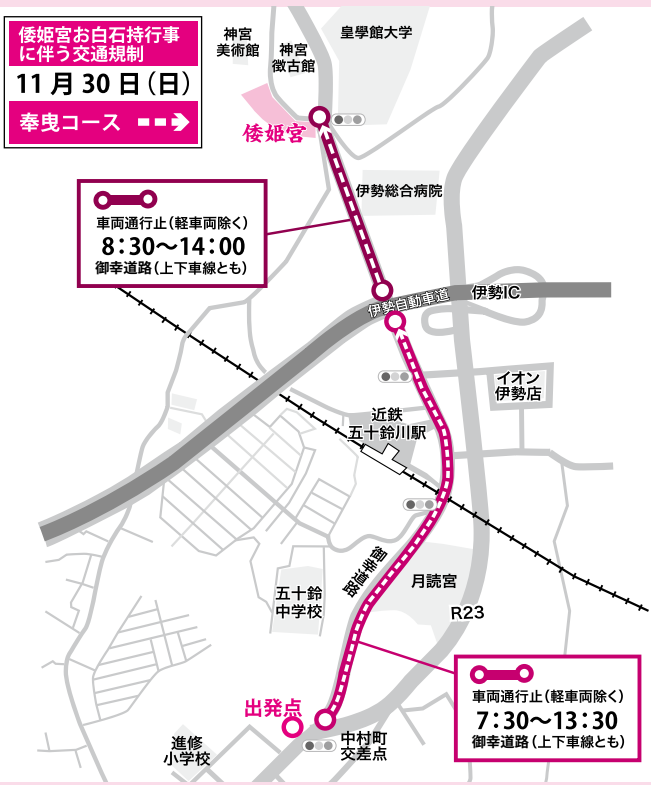 倭姫宮お白石持行事
に伴う交通規制
11月30日（日）
奉曳コース
神宮
美術館
神宮
徴古館
皇學館大学
倭姫宮
伊勢総合病院
車両通行止（軽車両除く）
8：30〜14：00
御幸道路（上下車線とも）
伊勢自動車道
伊勢IC
イオン
伊勢店
近鉄
五十鈴川駅
御幸道路
月読宮
五十鈴
中学校
R23
車両通行止（軽車両除く）
7：30〜13：30
御幸道路（上下車線とも）
出発点
中村町
交差点
進修
小学校